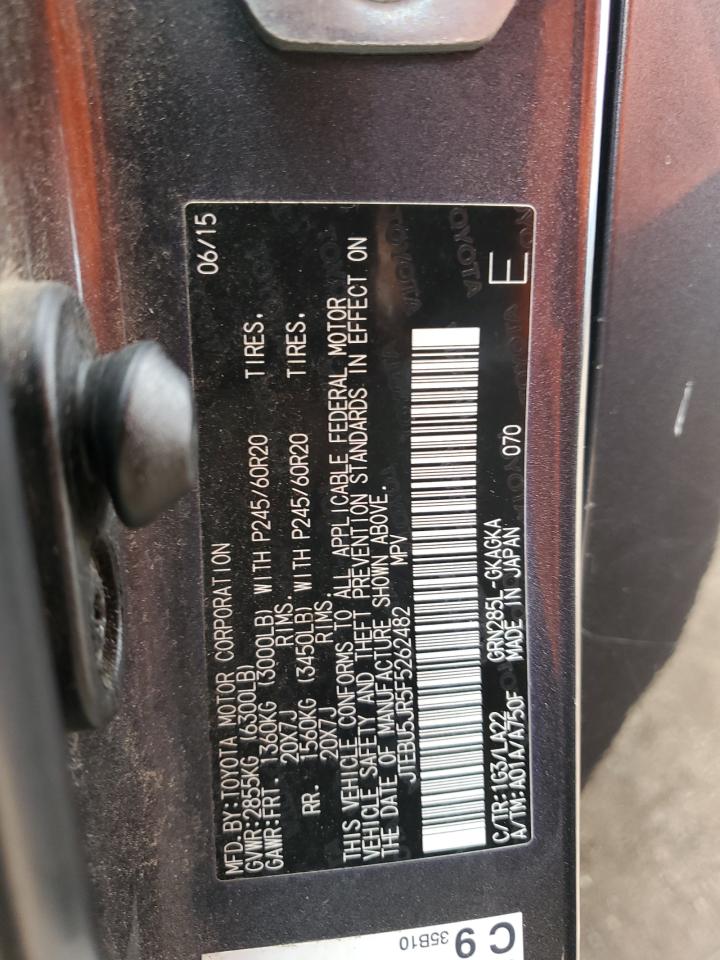 MFD. BY: TOYOTA MOTOR CORPORATION 06/15
GVWR: 2855KG (6300LB)
GAWR: FRT. 1360KG (3000LB) WITH P245/60R20 TIRES.
20X7J RIMS.
RR. 1560KG (3450LB) WITH P245/60R20 TIRES.
20X7J RIMS.
THIS VEHICLE CONFORMS TO ALL APPLICABLE FEDERAL MOTOR
VEHICLE SAFETY AND THEFT PREVENTION STANDARDS IN EFFECT ON
THE DATE OF MANUFACTURE SHOWN ABOVE.
JTEBU5JR5F5262482 MPV
070
C/TR: 1G3/LA22 GRN285L-GKAGKA
A/TM: A01A/A750F MADE IN JAPAN
E
TOYOTA
C9
35B10